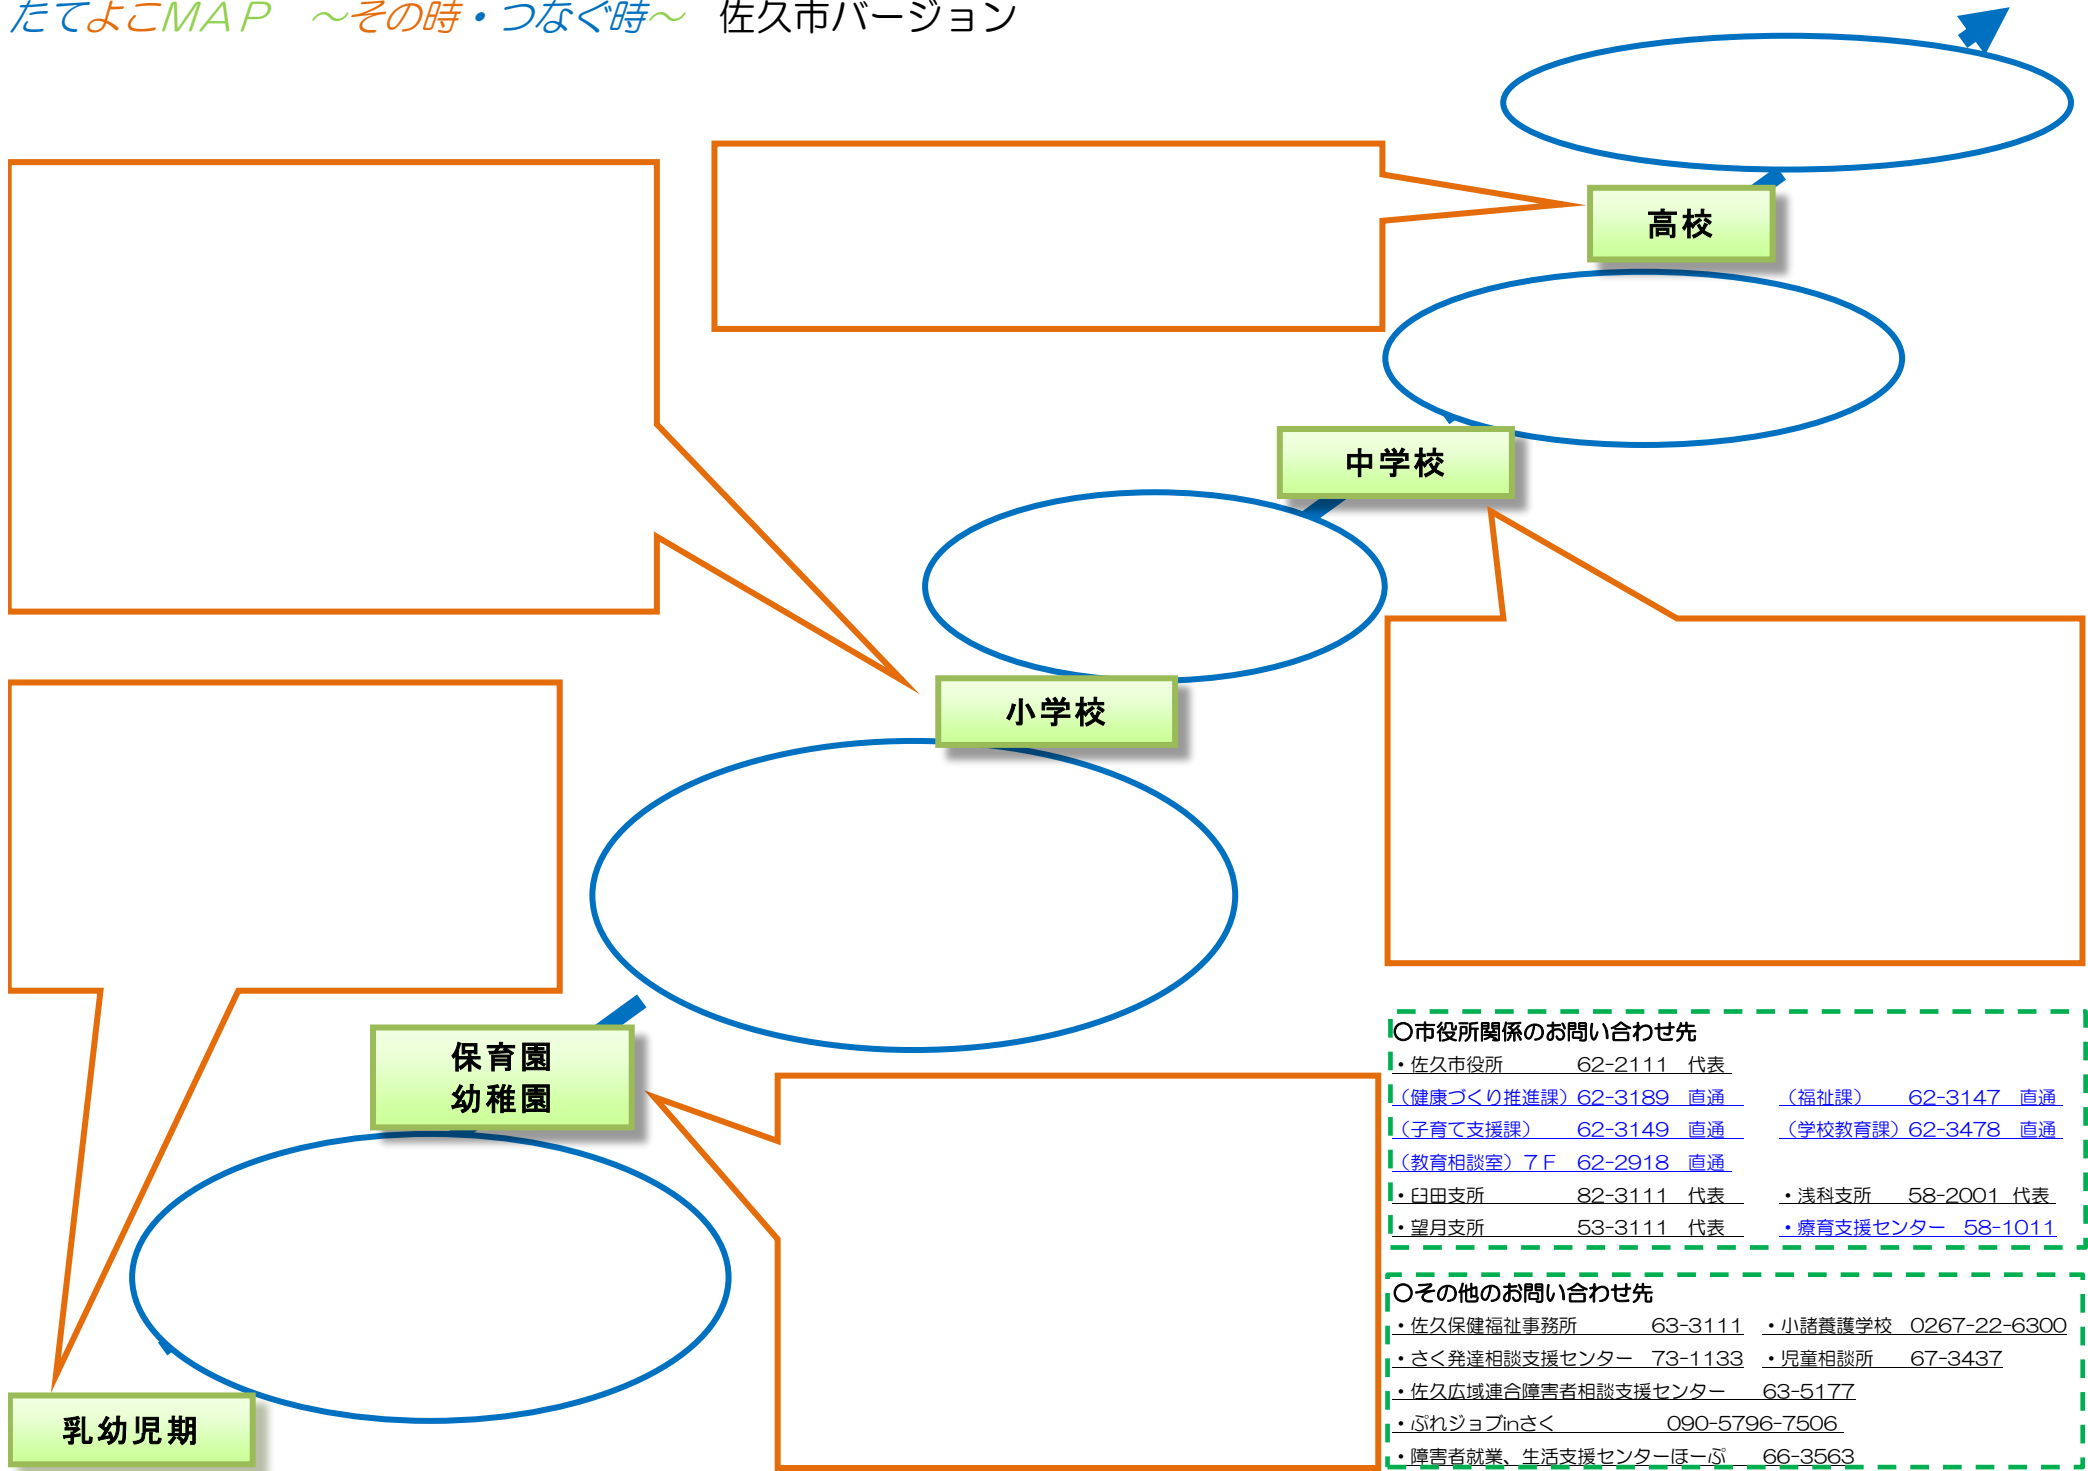 たてよこＭＡＰ　～その時・つなぐ時～　佐久市バージョン
高校
中学校
小学校
保育園
幼稚園
乳幼児期
〇市役所関係のお問い合わせ先
・佐久市役所　62-2111　代表
（健康づくり推進課）62-3189　直通　（福祉課）　62-3147　直通
（子育て支援課）　62-3149　直通　（学校教育課）62-3478　直通
（教育相談室）７Ｆ　62-2918　直通
・臼田支所　82-3111　代表　・浅科支所　58-2001　代表
・望月支所　53-3111　代表　・療育支援センター　58-1011
〇その他のお問い合わせ先
・佐久保健福祉事務所　63-3111　・小諸養護学校　0267-22-6300
・さく発達相談支援センター　73-1133　・児童相談所　67-3437
・佐久広域連合障害者相談支援センター　63-5177
・ぷれジョブinさく　090-5796-7506
・障害者就業、生活支援センターほーぷ　66-3563